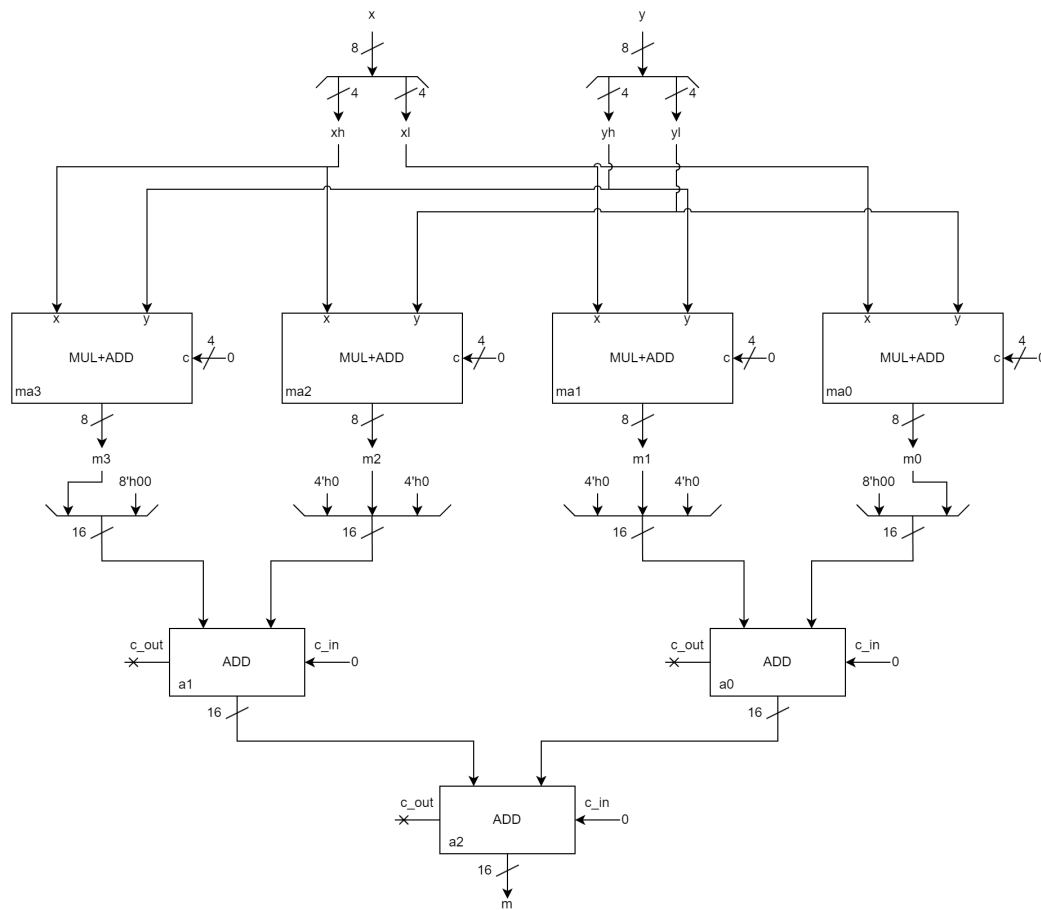 x y
8 8
4 4 4 4
xh xl yh yl
x y x y x y x y
4 4 4 4
MUL+ADD c 0 MUL+ADD c 0 MUL+ADD c 0 MUL+ADD c 0
ma3 ma2 ma1 ma0
8 8 8 8
m3 m2 m1 m0
8'h00 4'h0 4'h0 4'h0 4'h0 8'h00
16 16 16 16
c_out c_in c_out c_in
ADD 0 ADD 0
a1 a0
16 16
c_out c_in
ADD 0
a2
16
m